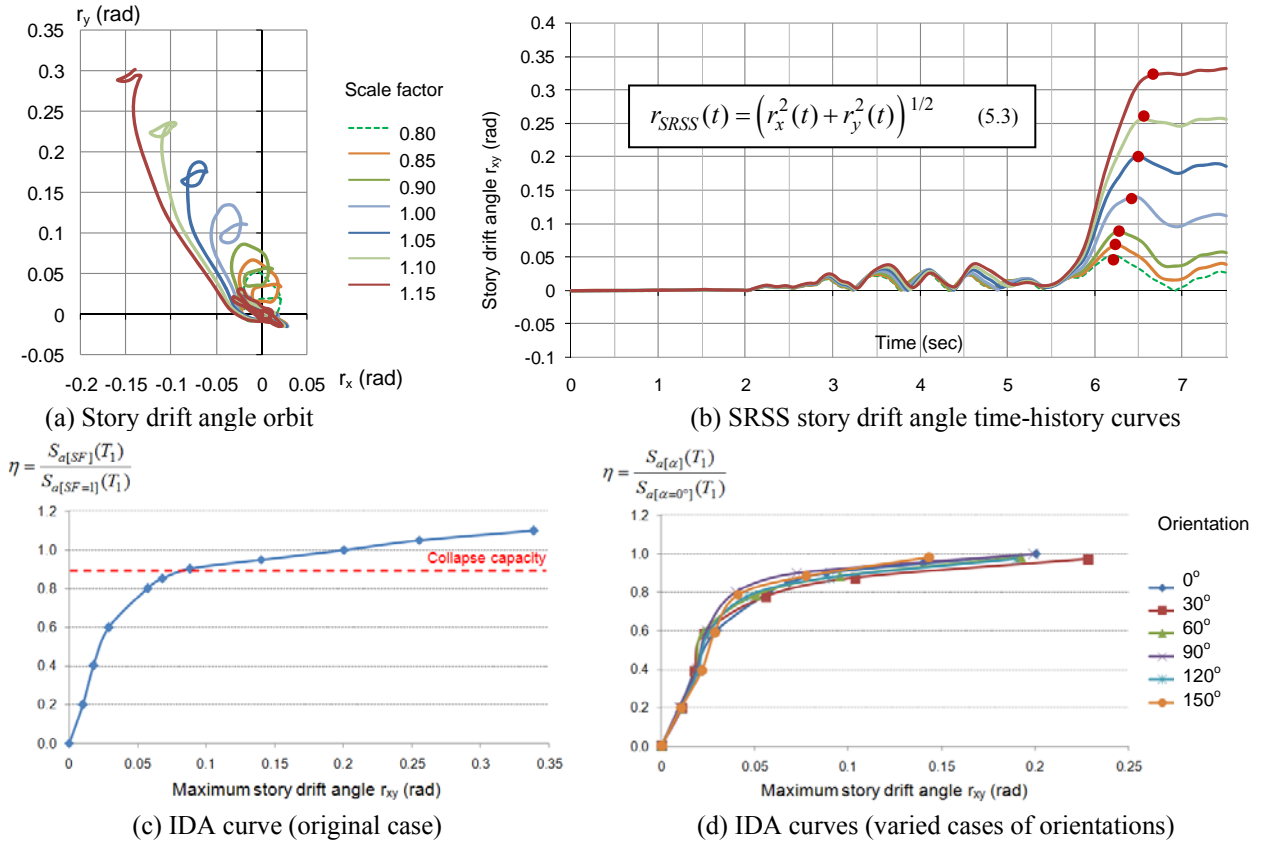 r_y (rad)
0.35
0.3
0.25
0.2
0.15
0.1
0.05
0
-0.05
-0.2 -0.15 -0.1 -0.05 0 0.05
r_x (rad)
Scale factor
0.80
0.85
0.90
1.00
1.05
1.10
1.15
(a) Story drift angle orbit
Story drift angle r_xy (rad)
0.4
0.35
0.3
0.25
0.2
0.15
0.1
0.05
0
-0.05
-0.1
r_SRSS(t) = (r_x^2(t) + r_y^2(t))^1/2 (5.3)
Time (sec)
0 1 2 3 4 5 6 7
(b) SRSS story drift angle time-history curves
η = S_a[SF](T_1) / S_a[SF=1](T_1)
1.2
1.0
0.8
0.6
0.4
0.2
0.0
Collapse capacity
0 0.05 0.1 0.15 0.2 0.25 0.3 0.35
Maximum story drift angle r_xy (rad)
(c) IDA curve (original case)
η = S_a[α](T_1) / S_a[α=0°](T_1)
1.2
1.0
0.8
0.6
0.4
0.2
0.0
0 0.05 0.1 0.15 0.2 0.25
Maximum story drift angle r_xy (rad)
Orientation
0°
30°
60°
90°
120°
150°
(d) IDA curves (varied cases of orientations)